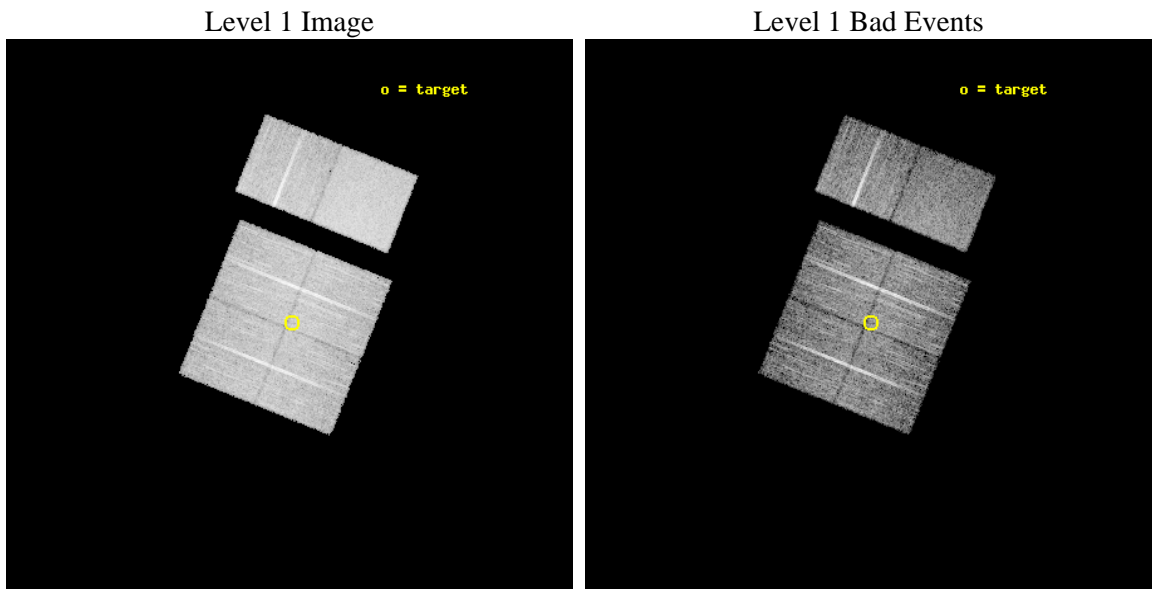 Level 1 Image
Level 1 Bad Events
o = target
o = target